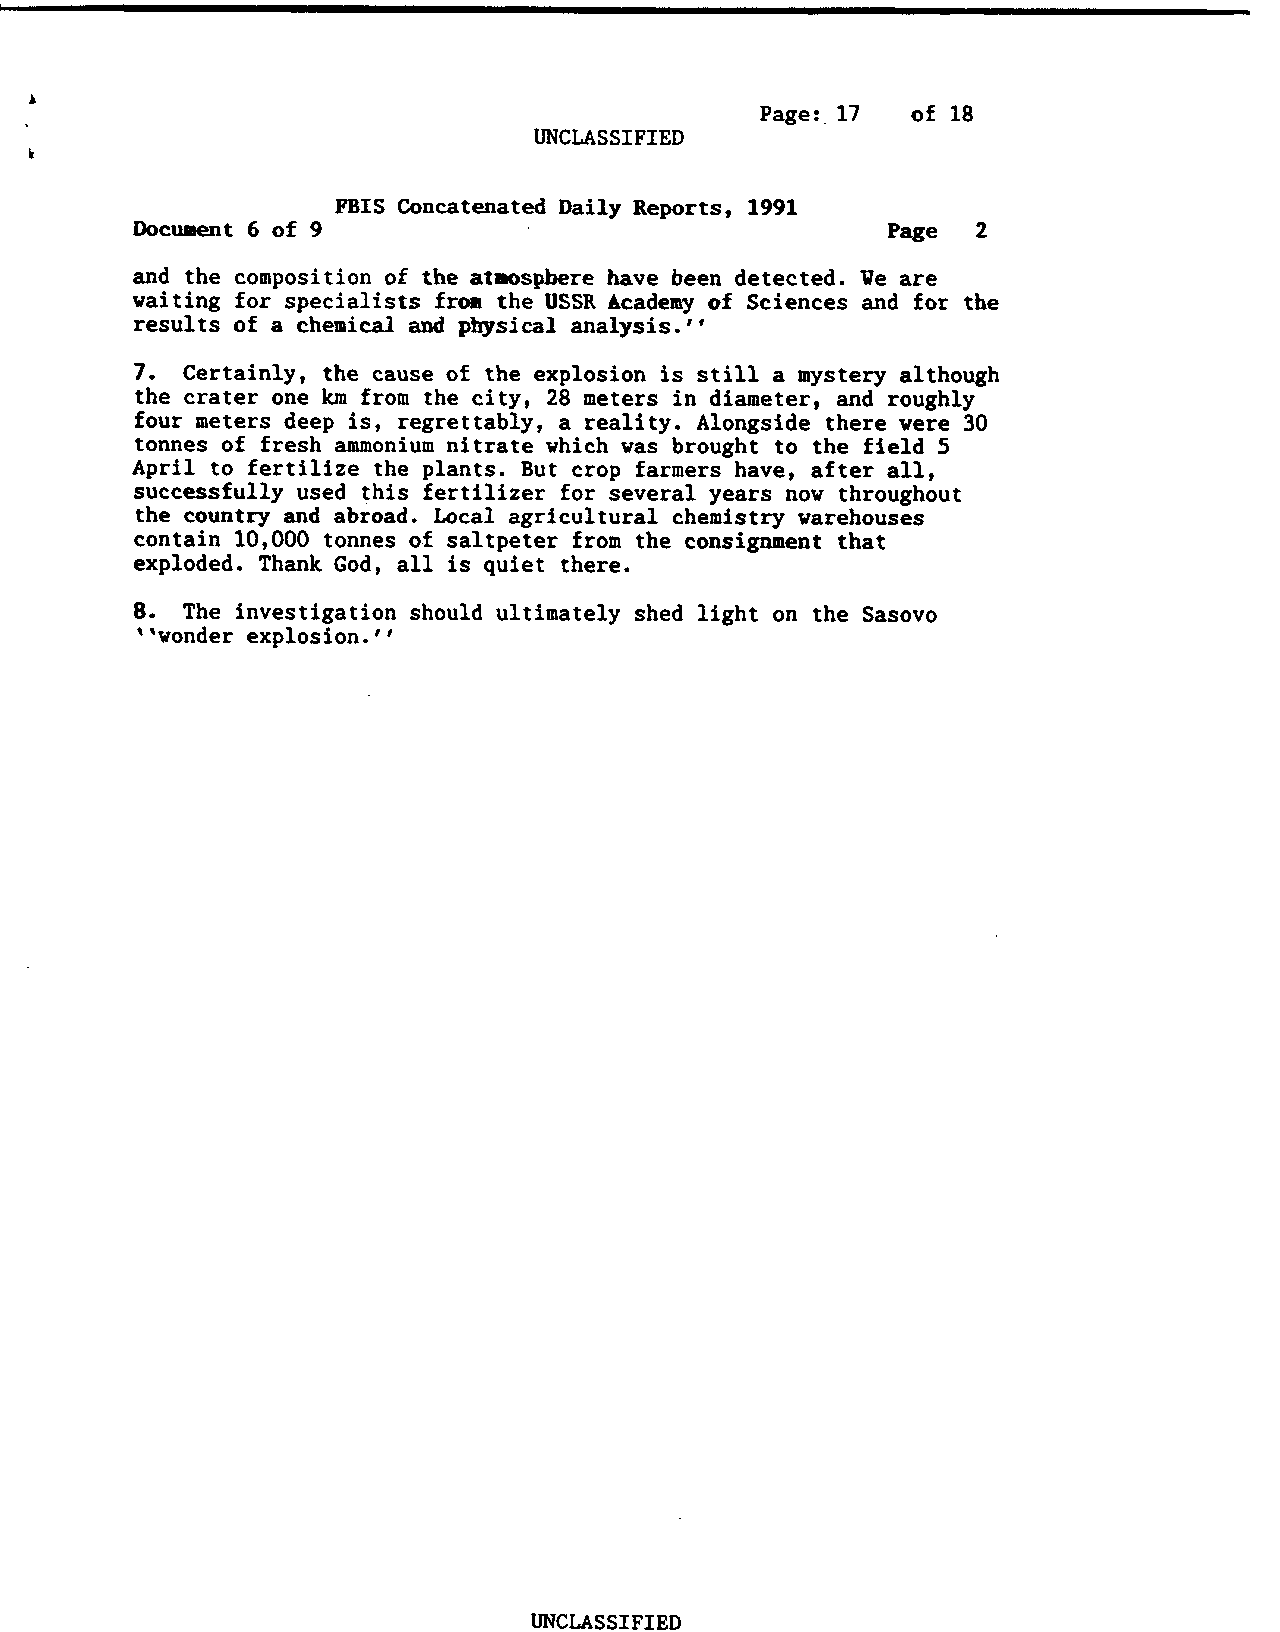 Page: 17 of 18
UNCLASSIFIED
FBIS Concatenated Daily Reports, 1991
Document 6 of 9 Page 2
and the composition of the atmosphere have been detected. We are
waiting for specialists from the USSR Academy of Sciences and for the
results of a chemical and physical analysis.''
7. Certainly, the cause of the explosion is still a mystery although
the crater one km from the city, 28 meters in diameter, and roughly
four meters deep is, regrettably, a reality. Alongside there were 30
tonnes of fresh ammonium nitrate which was brought to the field 5
April to fertilize the plants. But crop farmers have, after all,
successfully used this fertilizer for several years now throughout
the country and abroad. Local agricultural chemistry warehouses
contain 10,000 tonnes of saltpeter from the consignment that
exploded. Thank God, all is quiet there.
8. The investigation should ultimately shed light on the Sasovo
``wonder explosion.''
UNCLASSIFIED